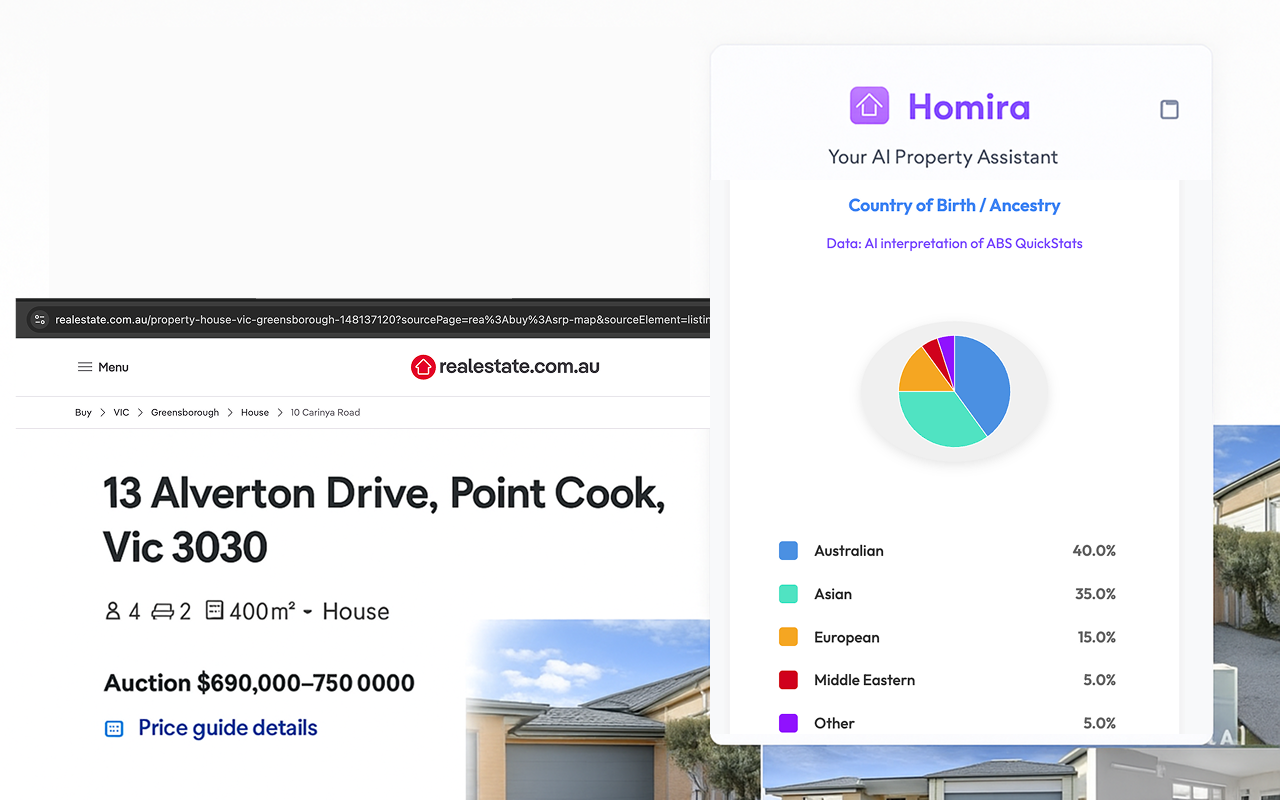 Homira
Your AI Property Assistant
Country of Birth / Ancestry
Data: AI interpretation of ABS QuickStats
Australian 40.0%
Asian 35.0%
European 15.0%
Middle Eastern 5.0%
Other 5.0%
realestate.com.au/property-house-vic-greensborough-148137120?sourcePage=rea%3Abuy%3Asrp-map&sourceElement=listin
Menu
realestate.com.au
Buy > VIC > Greensborough > House > 10 Carinya Road
13 Alverton Drive, Point Cook,
Vic 3030
4 2 400 m² - House
Auction $690,000–750 0000
Price guide details